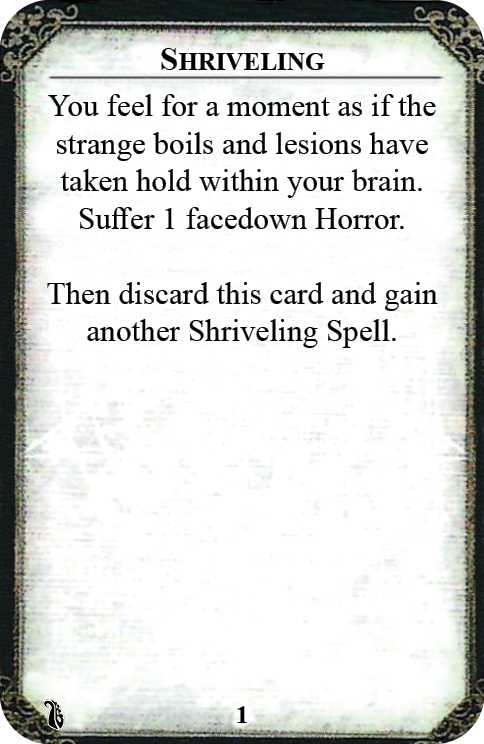 SHRIVELING
You feel for a moment as if the
strange boils and lesions have
taken hold within your brain.
Suffer 1 facedown Horror.
Then discard this card and gain
another Shriveling Spell.
1